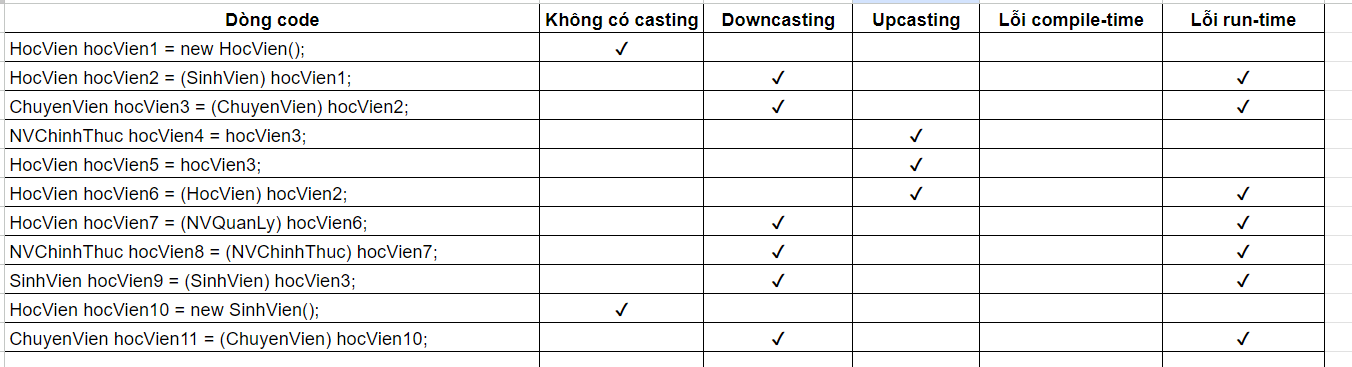 Dòng code Không có casting Downcasting Upcasting Lỗi compile-time Lỗi run-time
HocVien hocVien1 = new HocVien(); ✓
HocVien hocVien2 = (SinhVien) hocVien1; ✓ ✓
ChuyenVien hocVien3 = (ChuyenVien) hocVien2; ✓ ✓
NVChinhThuc hocVien4 = hocVien3; ✓
HocVien hocVien5 = hocVien3; ✓
HocVien hocVien6 = (HocVien) hocVien2; ✓ ✓
HocVien hocVien7 = (NVQuanLy) hocVien6; ✓ ✓
NVChinhThuc hocVien8 = (NVChinhThuc) hocVien7; ✓ ✓
SinhVien hocVien9 = (SinhVien) hocVien3; ✓ ✓
HocVien hocVien10 = new SinhVien(); ✓
ChuyenVien hocVien11 = (ChuyenVien) hocVien10; ✓ ✓